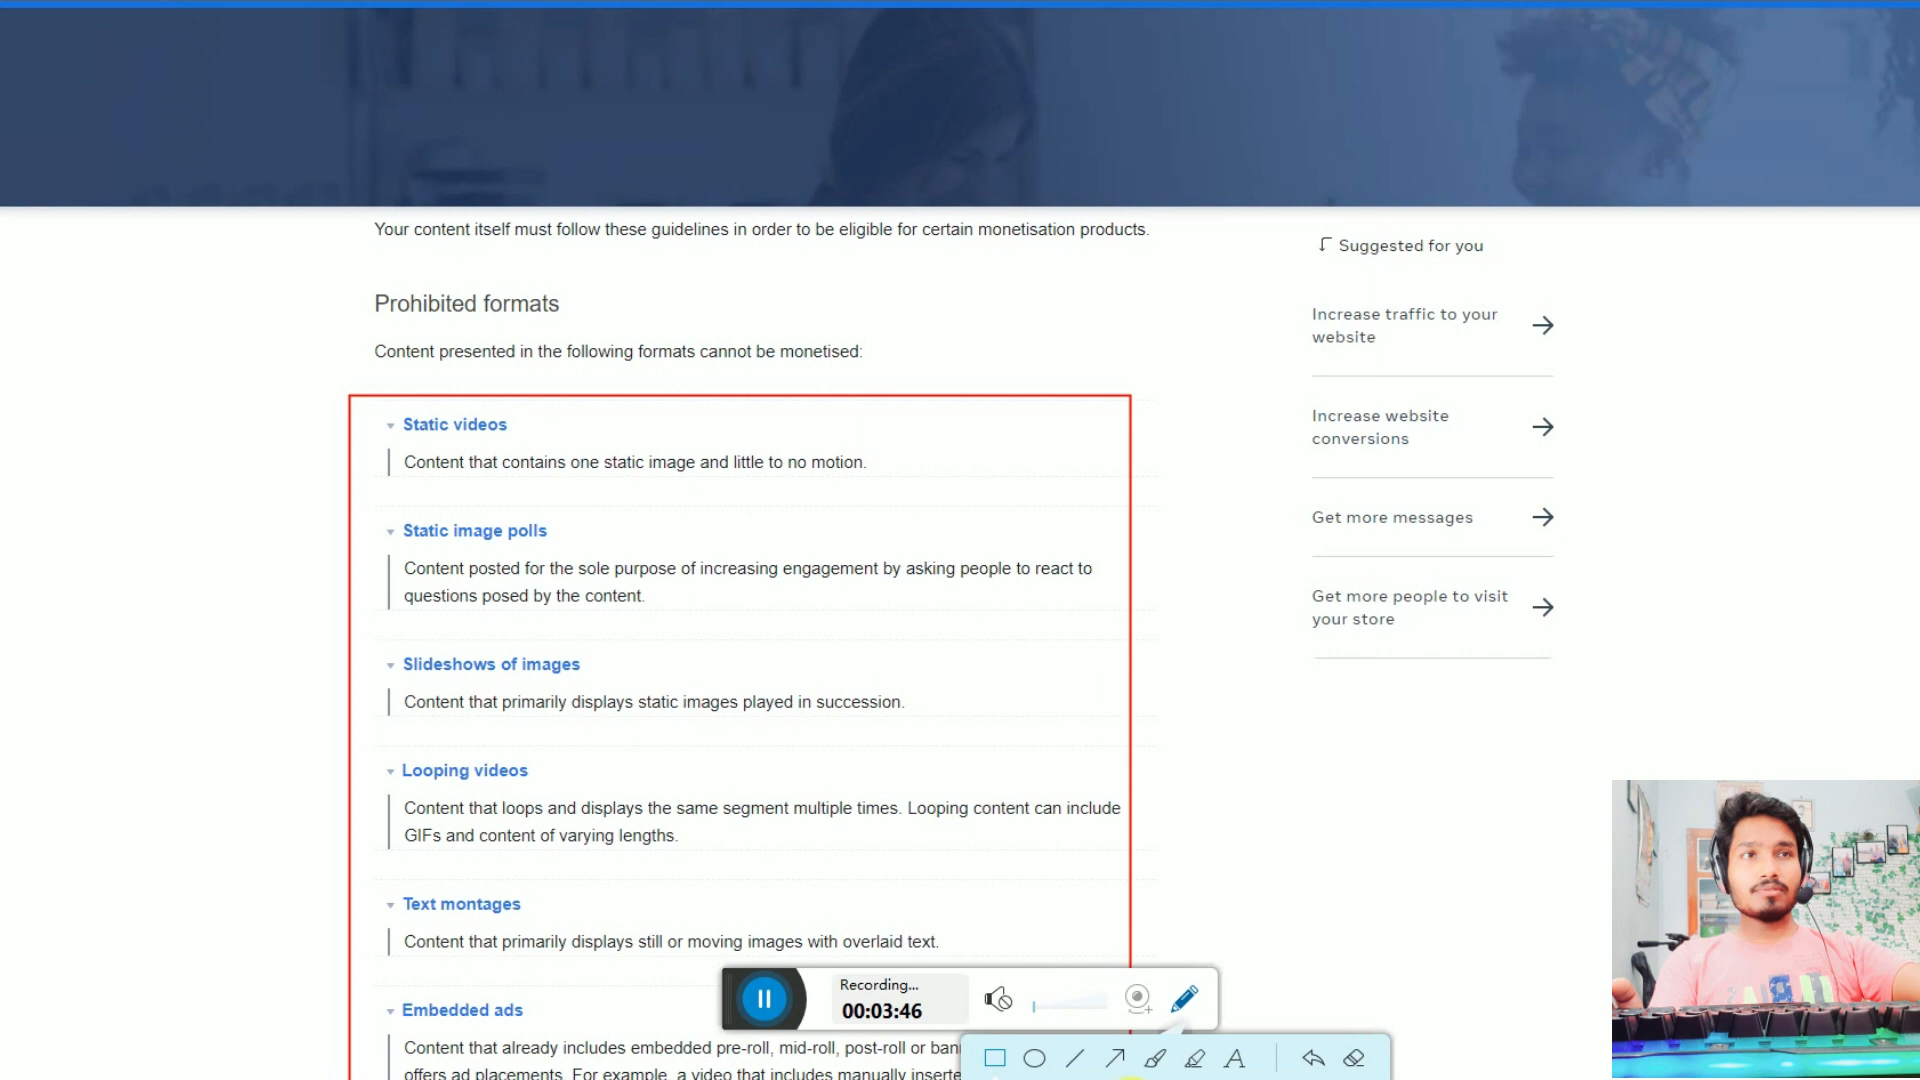 Your content itself must follow these guidelines in order to be eligible for certain monetisation products.
Prohibited formats
Content presented in the following formats cannot be monetised:
Static videos
Content that contains one static image and little to no motion.
Static image polls
Content posted for the sole purpose of increasing engagement by asking people to react to
questions posed by the content.
Slideshows of images
Content that primarily displays static images played in succession.
Looping videos
Content that loops and displays the same segment multiple times. Looping content can include
GIFs and content of varying lengths.
Text montages
Content that primarily displays still or moving images with overlaid text.
Embedded ads
Content that already includes embedded pre-roll, mid-roll, post-roll or
offers ad placements. For example, a video that includes manually
Suggested for you
Increase traffic to your
website
Increase website
conversions
Get more messages
Get more people to visit
your store
Recording...
00:03:46
A